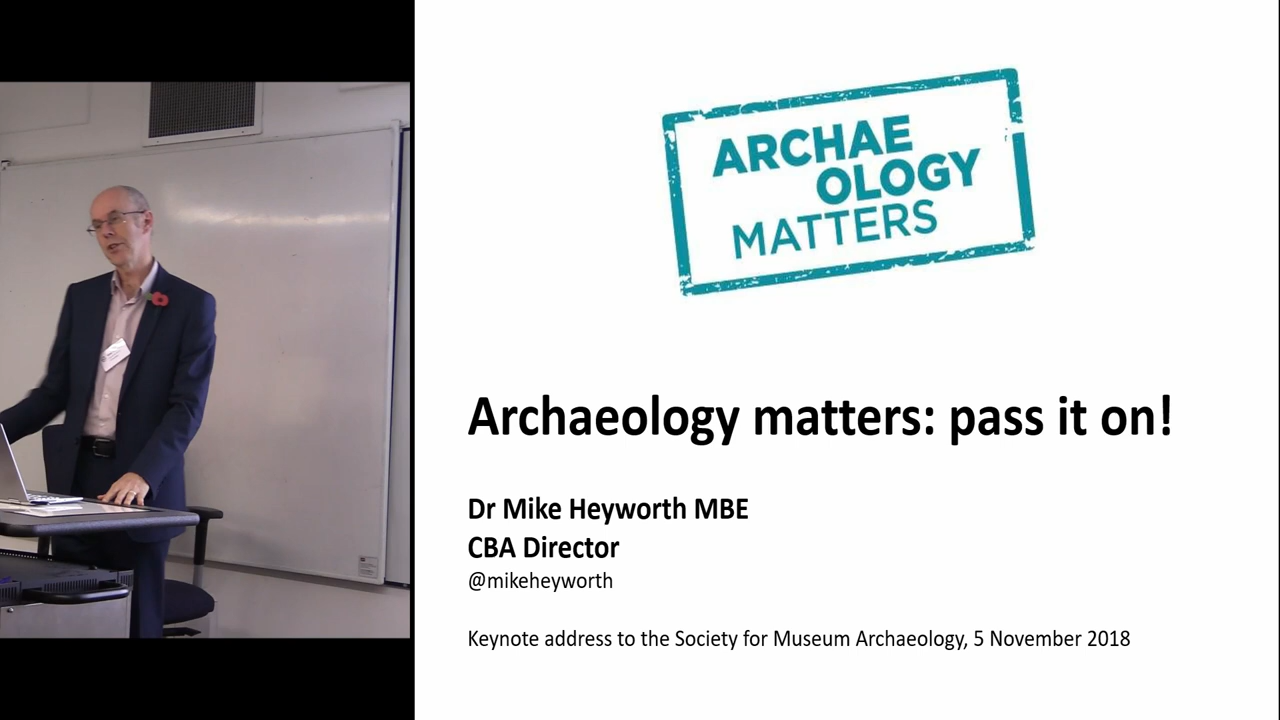 ARCHAE
OLOGY
MATTERS
Archaeology matters: pass it on!
Dr Mike Heyworth MBE
CBA Director
@mikeheyworth
Keynote address to the Society for Museum Archaeology, 5 November 2018